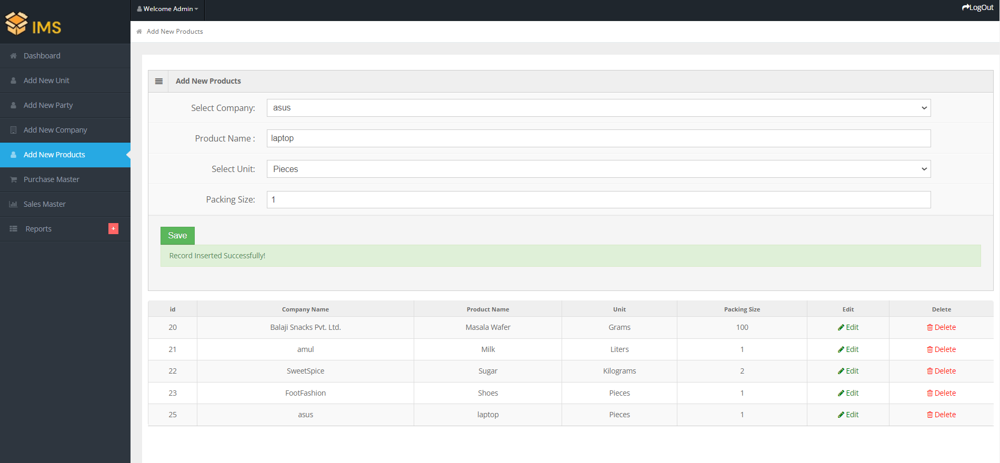 IMS
Welcome Admin
LogOut
Add New Products
Dashboard
Add New Unit
Add New Party
Add New Company
Add New Products
Purchase Master
Sales Master
Reports +
Add New Products
Select Company: asus
Product Name : laptop
Select Unit: Pieces
Packing Size: 1
Save
Record Inserted Successfully!
id Company Name Product Name Unit Packing Size Edit Delete
20 Balaji Snacks Pvt. Ltd. Masala Wafer Grams 100 Edit Delete
21 amul Milk Liters 1 Edit Delete
22 SweetSpice Sugar Kilograms 2 Edit Delete
23 FootFashion Shoes Pieces 1 Edit Delete
25 asus laptop Pieces 1 Edit Delete